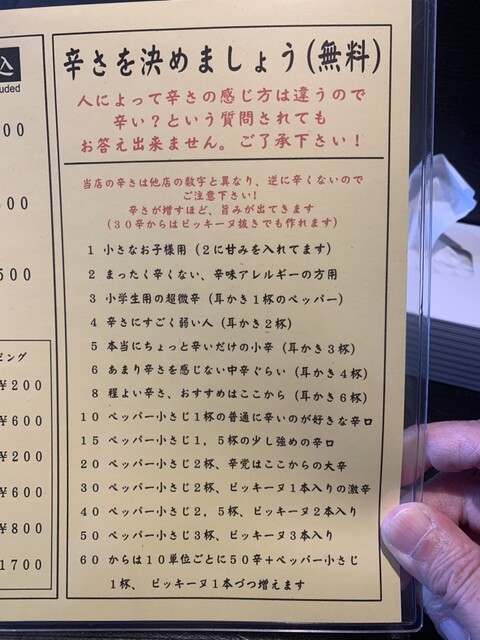 込
uded
00
500
500
ピング
¥200
¥600
¥200
¥600
¥800
1700
辛さを決めましょう(無料)
人によって辛さの感じ方は違うので
辛い？という質問されても
お答え出来ません。ご了承下さい！
当店の辛さは他店の数字と異なり、逆に辛くないので
ご注意下さい!
辛さが増すほど、旨みが出てきます
(30辛からはピッキーヌ抜きでも作れます)
1 小さなお子様用 (2に甘みを入れてます)
2 まったく辛くない、辛味アレルギーの方用
3 小学生用の超微辛 (耳かき1杯のペッパー)
4 辛さにすごく弱い人 (耳かき2杯)
5 本当にちょっと辛いだけの小辛 (耳かき3杯)
6 あまり辛さを感じない中辛ぐらい (耳かき4杯)
8 程よい辛さ、おすすめはここから (耳かき6杯)
10 ペッパー小さじ1杯の普通に辛いのが好きな辛口
15 ペッパー小さじ1,5杯の少し強めの辛口
20 ペッパー小さじ2杯、辛党はここからの大辛
30 ペッパー小さじ2杯、ピッキーヌ1本入りの激辛
40 ペッパー小さじ2,5杯、ピッキーヌ2本入り
50 ペッパー小さじ3杯、ピッキーヌ3本入り
60 からは10単位ごとに50辛+ペッパー小さじ
1杯、ピッキーヌ1本づつ増えます